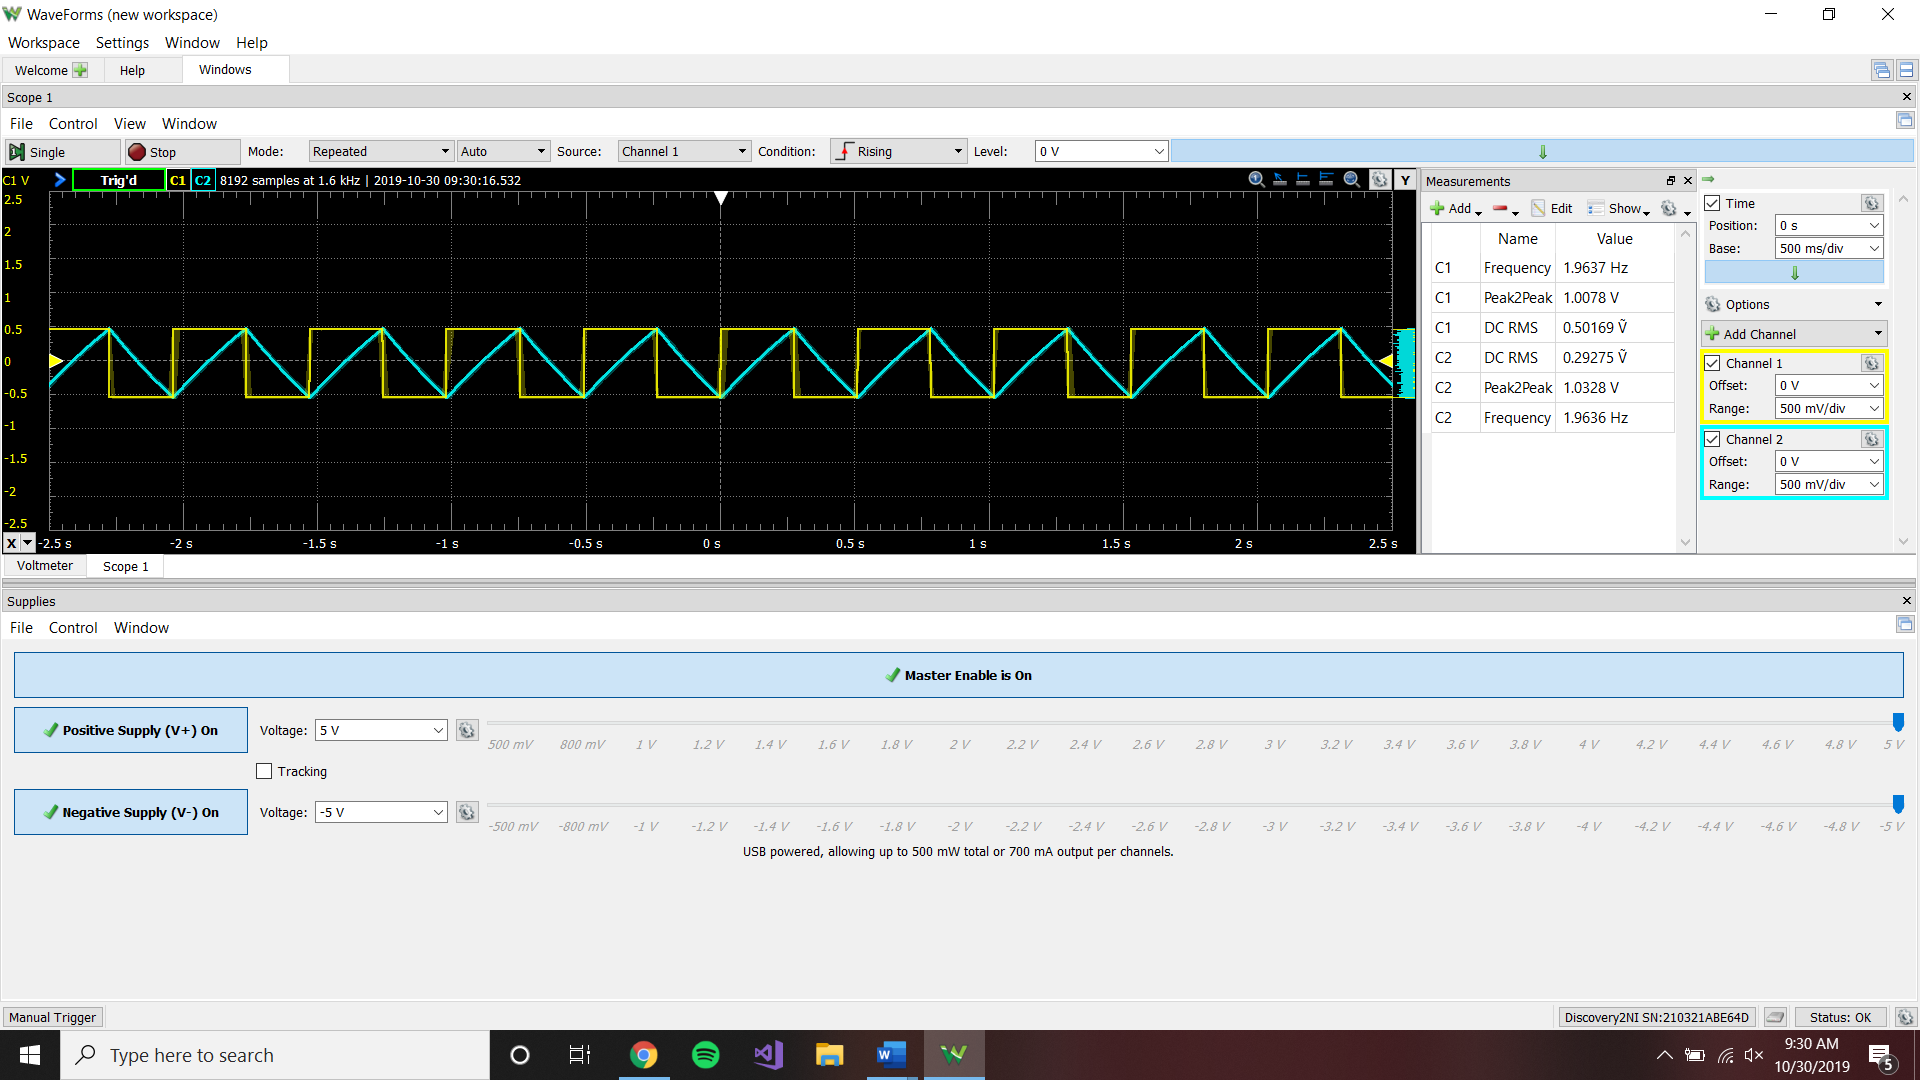 WaveForms (new workspace)
Workspace Settings Window Help
Welcome Help Windows
Scope 1
File Control View Window
Single Stop Mode: Repeated Auto Source: Channel 1 Condition: Rising Level: 0 V
C1 V Trig'd C1 C2 8192 samples at 1.6 kHz | 2019-10-30 09:30:16.532 Y
2.5
2
1.5
1
0.5
0
-0.5
-1
-1.5
-2
-2.5
X -2.5 s -2 s -1.5 s -1 s -0.5 s 0 s 0.5 s 1 s 1.5 s 2 s 2.5 s
Measurements
Add Edit Show
Name Value
C1 Frequency 1.9637 Hz
C1 Peak2Peak 1.0078 V
C1 DC RMS 0.50169 Ṽ
C2 DC RMS 0.29275 Ṽ
C2 Peak2Peak 1.0328 V
C2 Frequency 1.9636 Hz
Time
Position: 0 s
Base: 500 ms/div
Options
Add Channel
Channel 1
Offset: 0 V
Range: 500 mV/div
Channel 2
Offset: 0 V
Range: 500 mV/div
Voltmeter Scope 1
Supplies
File Control Window
Master Enable is On
Positive Supply (V+) On Voltage: 5 V
500 mV 800 mV 1 V 1.2 V 1.4 V 1.6 V 1.8 V 2 V 2.2 V 2.4 V 2.6 V 2.8 V 3 V 3.2 V 3.4 V 3.6 V 3.8 V 4 V 4.2 V 4.4 V 4.6 V 4.8 V 5 V
Tracking
Negative Supply (V-) On Voltage: -5 V
-500 mV -800 mV -1 V -1.2 V -1.4 V -1.6 V -1.8 V -2 V -2.2 V -2.4 V -2.6 V -2.8 V -3 V -3.2 V -3.4 V -3.6 V -3.8 V -4 V -4.2 V -4.4 V -4.6 V -4.8 V -5 V
USB powered, allowing up to 500 mW total or 700 mA output per channels.
Manual Trigger Discovery2NI SN:210321ABE64D Status: OK
Type here to search
9:30 AM
10/30/2019
5